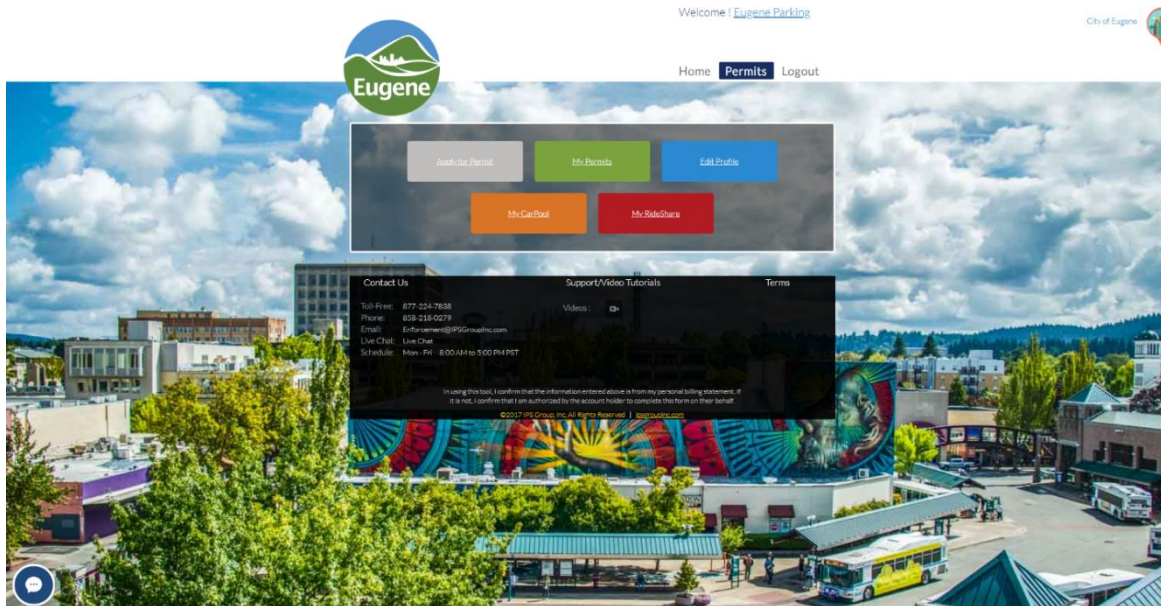 Welcome ! Eugene Parking
City of Eugene
Eugene
Home Permits Logout
Apply for Permit
My Permits
Edit Profile
My CarPool
My RideShare
Contact Us
Toll-Free: 877-224-7838
Phone: 858-218-0279
Email: Enforcement@IPSGroupInc.com
Live Chat: Live Chat
Schedule: Mon - Fri 8:00 AM to 5:00 PM PST
Support/Video Tutorials
Videos :
Terms
In using this tool, I confirm that the information entered above is from my personal billing statement. If
it is not, I confirm that I am authorized by the account holder to complete this form on their behalf.
©2017 IPS Group, Inc. All Rights Reserved | ipsgroupinc.com